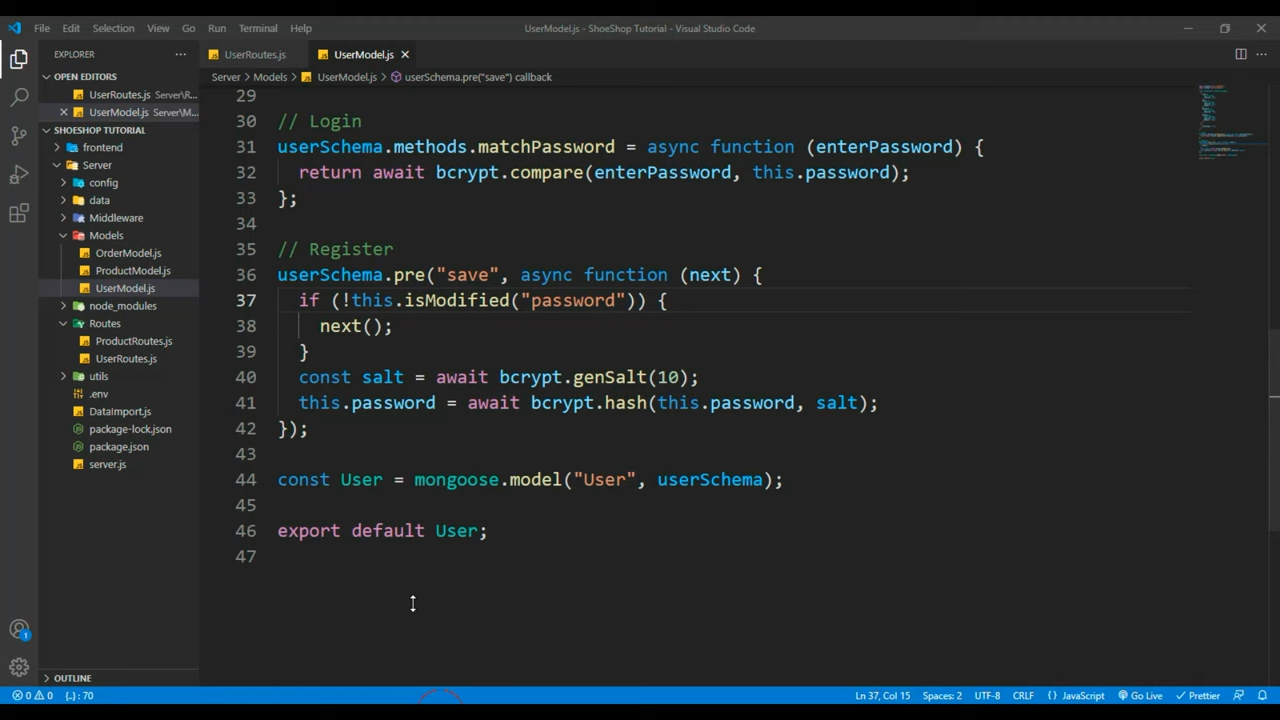 File Edit Selection View Go Run Terminal Help UserModel.js - ShoeShop Tutorial - Visual Studio Code
EXPLORER
OPEN EDITORS
UserRoutes.js Server\R...
UserModel.js Server\M...
SHOESHOP TUTORIAL
frontend
Server
config
data
Middleware
Models
OrderModel.js
ProductModel.js
UserModel.js
node_modules
Routes
ProductRoutes.js
UserRoutes.js
utils
.env
DataImport.js
package-lock.json
package.json
server.js
OUTLINE
UserRoutes.js UserModel.js
Server > Models > UserModel.js > userSchema.pre("save") callback
29
30 // Login
31 userSchema.methods.matchPassword = async function (enterPassword) {
32 return await bcrypt.compare(enterPassword, this.password);
33 };
34
35 // Register
36 userSchema.pre("save", async function (next) {
37 if (!this.isModified("password")) {
38 next();
39 }
40 const salt = await bcrypt.genSalt(10);
41 this.password = await bcrypt.hash(this.password, salt);
42 });
43
44 const User = mongoose.model("User", userSchema);
45
46 export default User;
47
1
0 0 {..} : 70 Ln 37, Col 15 Spaces: 2 UTF-8 CRLF {} JavaScript Go Live Prettier